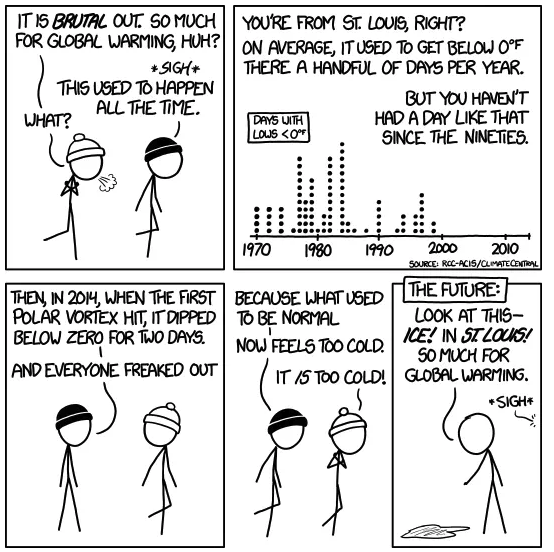 IT IS BRUTAL OUT. SO MUCH
FOR GLOBAL WARMING, HUH?
*SIGH*
THIS USED TO HAPPEN
ALL THE TIME.
WHAT?
YOU'RE FROM ST. LOUIS, RIGHT?
ON AVERAGE, IT USED TO GET BELOW 0°F
THERE A HANDFUL OF DAYS PER YEAR.
BUT YOU HAVEN'T
HAD A DAY LIKE THAT
SINCE THE NINETIES.
DAYS WITH
LOWS < 0°F
1970 1980 1990 2000 2010
SOURCE: RCC-ACIS/CLIMATECENTRAL
THEN, IN 2014, WHEN THE FIRST
POLAR VORTEX HIT, IT DIPPED
BELOW ZERO FOR TWO DAYS.
AND EVERYONE FREAKED OUT
BECAUSE WHAT USED
TO BE NORMAL
NOW FEELS TOO COLD.
IT IS TOO COLD!
THE FUTURE:
LOOK AT THIS—
ICE! IN ST. LOUIS!
SO MUCH FOR
GLOBAL WARMING.
*SIGH*